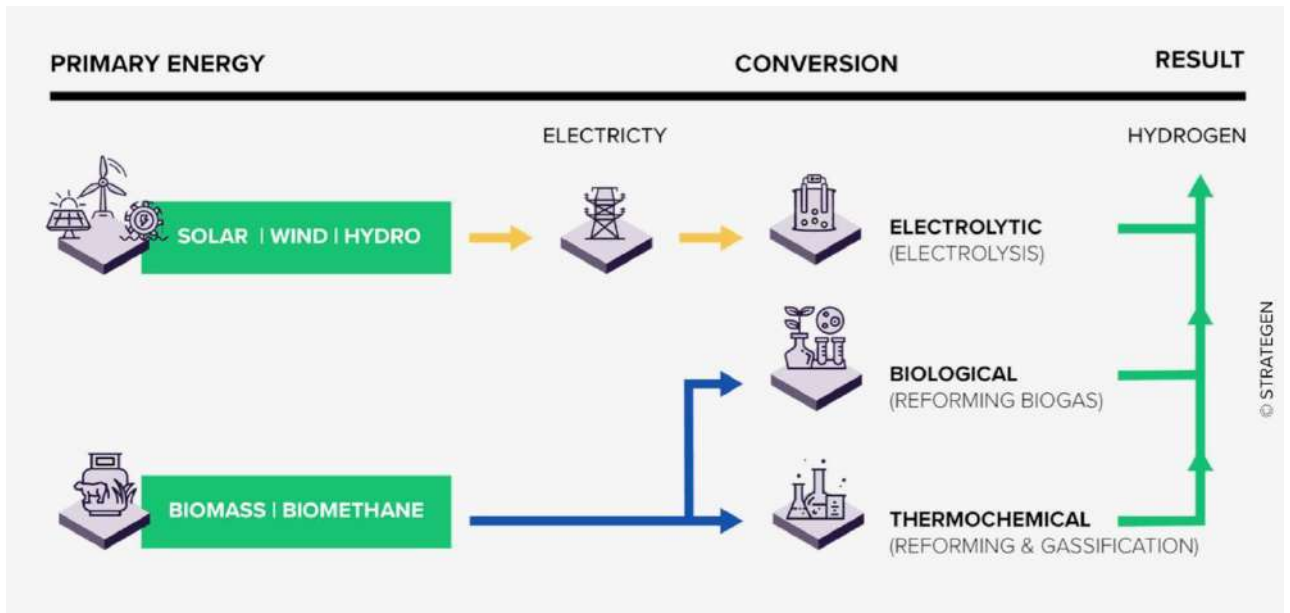 PRIMARY ENERGY
CONVERSION
RESULT
ELECTRICTY
HYDROGEN
SOLAR | WIND | HYDRO
ELECTROLYTIC
(ELECTROLYSIS)
BIOLOGICAL
(REFORMING BIOGAS)
BIOMASS | BIOMETHANE
THERMOCHEMICAL
(REFORMING & GASSIFICATION)
© STRATEGEN